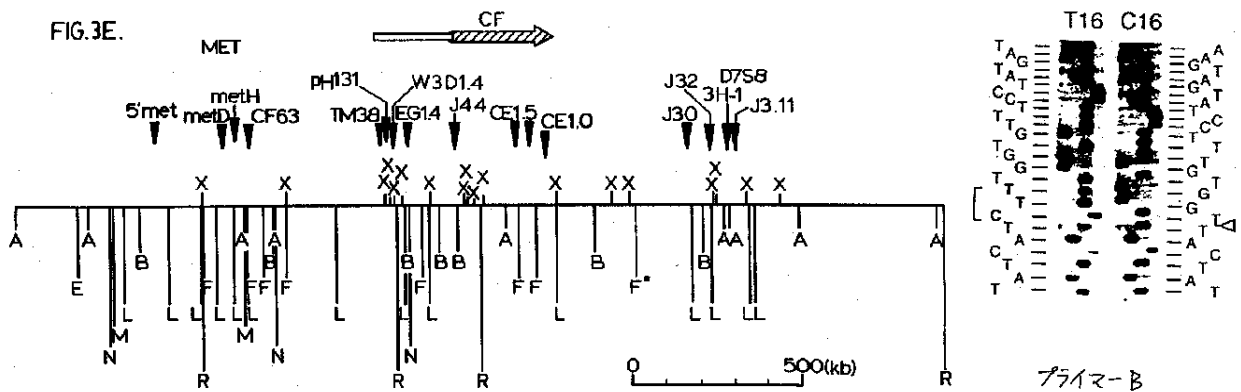 FIG.3E.
CF
MET
T16 C16
pH131 W3D1.4 J32 D7S8
metH 3H-1
5'met metD CF63 TM38 EG1.4 J44 CE1.5 CE1.0 J30 J3.11
X X X X X X X X X X X X X X X X X X X X
A A A A A A A A A
E B B B B B B B
F F F F F F F F*
L L L L L L L L L L L L L L
M M
N N N
0 500(kb)
R R R R
プライマーB